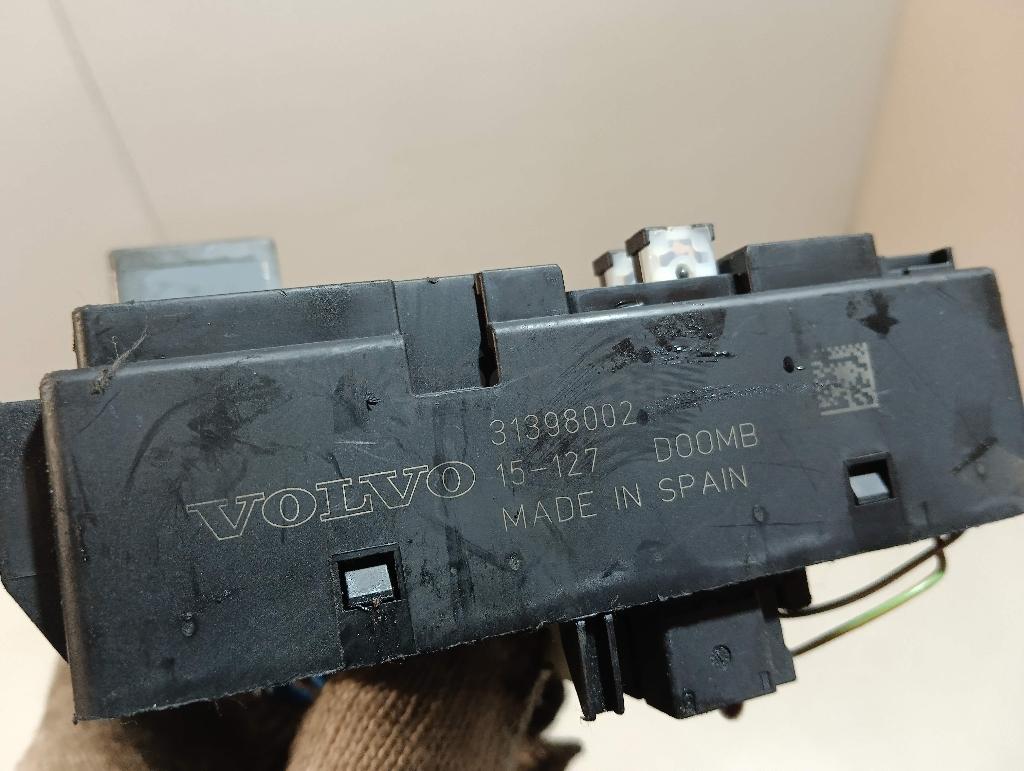 31398002
VOLVO 15-127 D00MB
MADE IN SPAIN